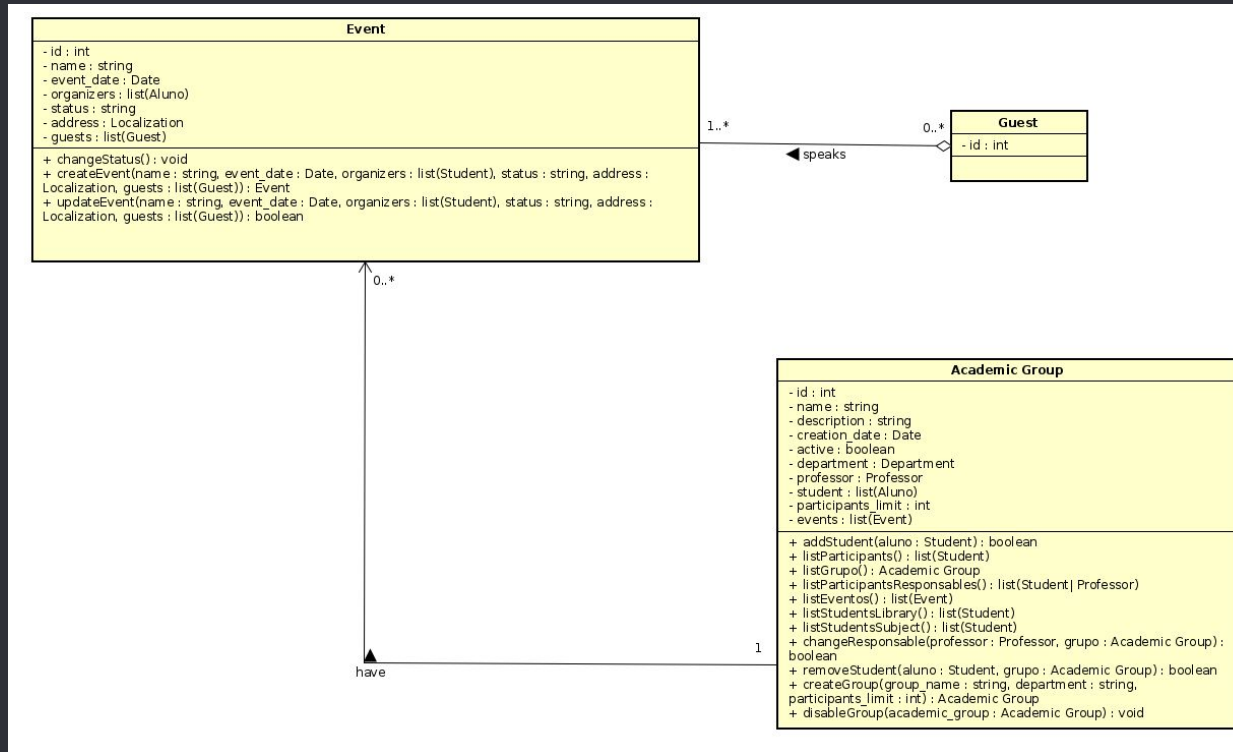 Event
- id : int
- name : string
- event_date : Date
- organizers : list(Aluno)
- status : string
- address : Localization
- guests : list(Guest)
+ changeStatus() : void
+ createEvent(name : string, event_date : Date, organizers : list(Student), status : string, address :
Localization, guests : list(Guest)) : Event
+ updateEvent(name : string, event_date : Date, organizers : list(Student), status : string, address :
Localization, guests : list(Guest)) : boolean
1..*
0..*
speaks
Guest
- id : int
0..*
1
have
Academic Group
- id : int
- name : string
- description : string
- creation_date : Date
- active : boolean
- department : Department
- professor : Professor
- student : list(Aluno)
- participants_limit : int
- events : list(Event)
+ addStudent(aluno : Student) : boolean
+ listParticipants() : list(Student)
+ listGrupo() : Academic Group
+ listParticipantsResponsables() : list(Student| Professor)
+ listEventos() : list(Event)
+ listStudentsLibrary() : list(Student)
+ listStudentsSubject() : list(Student)
+ changeResponsable(professor : Professor, grupo : Academic Group) :
boolean
+ removeStudent(aluno : Student, grupo : Academic Group) : boolean
+ createGroup(group_name : string, department : string,
participants_limit : int) : Academic Group
+ disableGroup(academic_group : Academic Group) : void